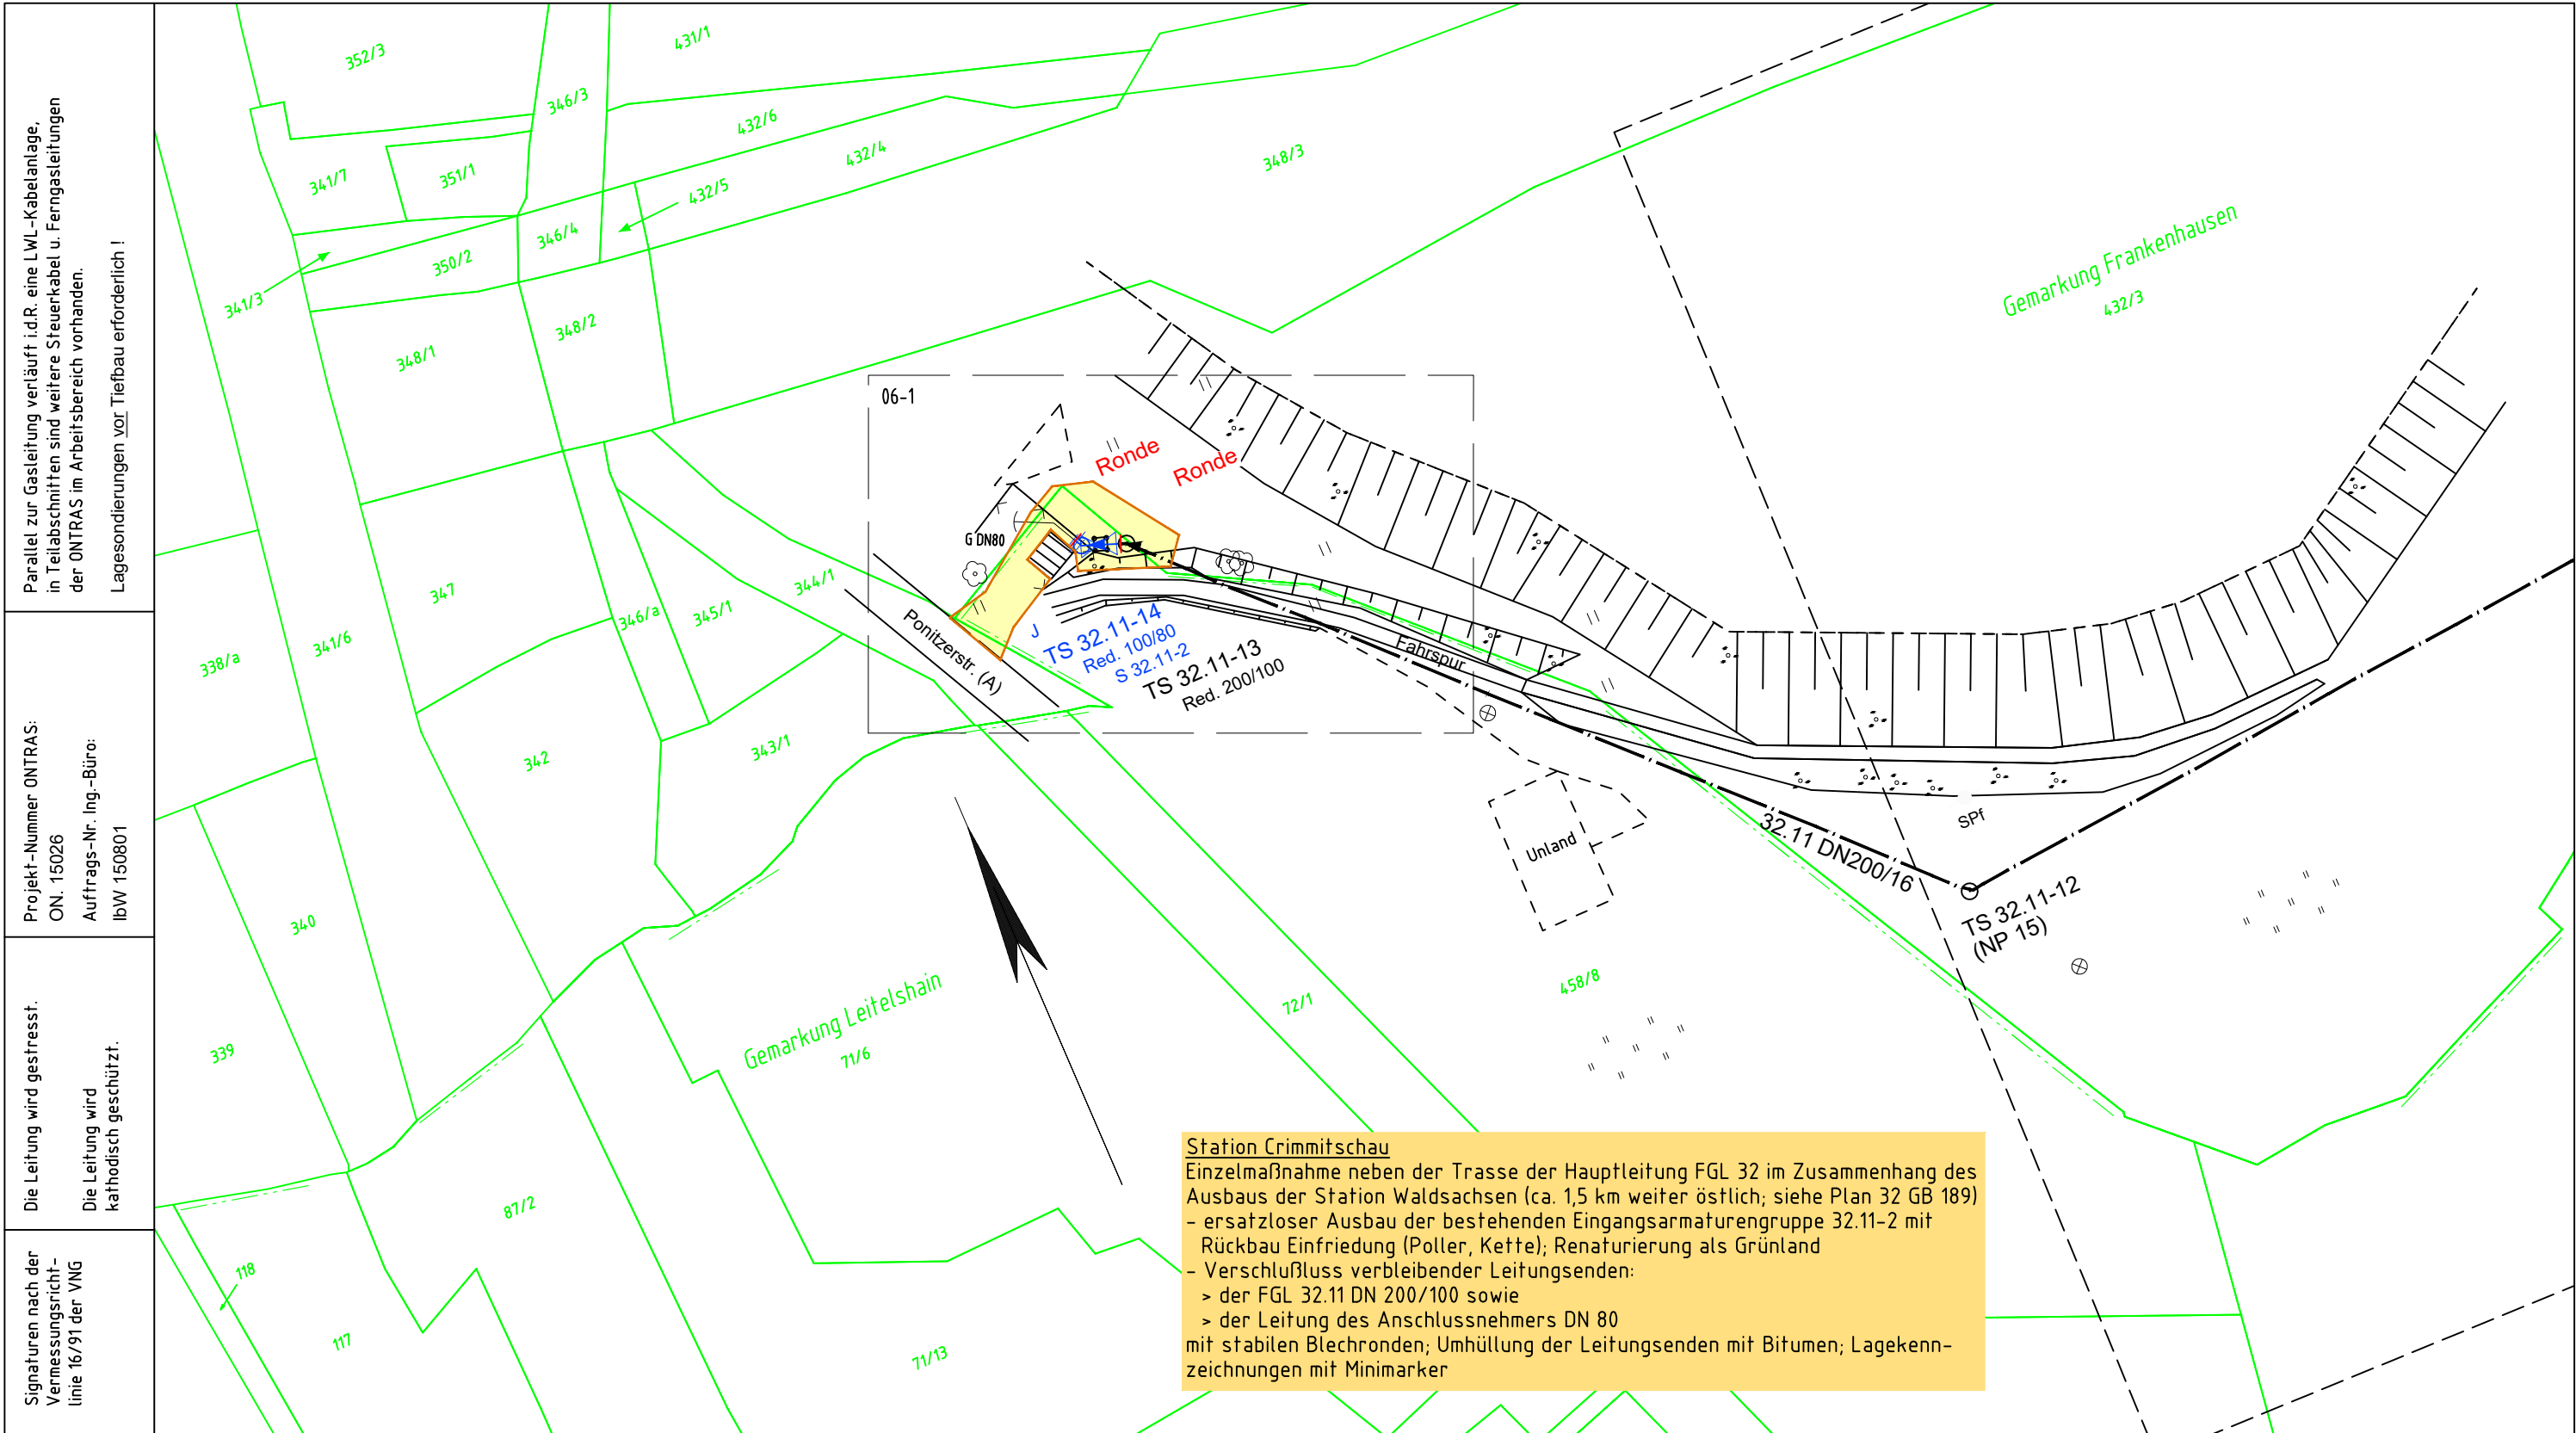 Parallel zur Gasleitung verläuft i.d.R. eine LWL-Kabelanlage,
in Teilabschnitten sind weitere Steuerkabel u. Ferngasleitungen
der ONTRAS im Arbeitsbereich vorhanden.
Lagesondierungen vor Tiefbau erforderlich !
Projekt-Nummer ONTRAS:
ON. 15026
Auftrags-Nr. Ing.-Büro:
IbW 150801
Die Leitung wird gestresst.
Die Leitung wird
kathodisch geschützt.
Signaturen nach der
Vermessungsricht-
linie 16/91 der VNG
352/3
431/1
346/3
432/6
432/4
341/7
351/1
432/5
348/3
346/4
350/2
341/3
348/2
348/1
Gemarkung Frankenhausen
432/3
06-1
Ronde
Ronde
G DN80
344/1
347
346/a
345/1
341/6
338/a
J
TS 32.11-14
Red. 100/80
S 32.11-2
TS 32.11-13
Red. 200/100
Ponitzerstr. (A)
Fahrspur
343/1
342
Unland
32.11 DN200/16
SPf
TS 32.11-12
(NP 15)
340
339
Gemarkung Leitelshain
71/6
72/1
458/8
87/2
118
117
71/13
Station Crimmitschau
Einzelmaßnahme neben der Trasse der Hauptleitung FGL 32 im Zusammenhang des
Ausbaus der Station Waldsachsen (ca. 1,5 km weiter östlich; siehe Plan 32 GB 189)
- ersatzloser Ausbau der bestehenden Eingangsarmaturengruppe 32.11-2 mit
Rückbau Einfriedung (Poller, Kette); Renaturierung als Grünland
- Verschlußluss verbleibender Leitungsenden:
> der FGL 32.11 DN 200/100 sowie
> der Leitung des Anschlussnehmers DN 80
mit stabilen Blechronden; Umhüllung der Leitungsenden mit Bitumen; Lagekenn-
zeichnungen mit Minimarker